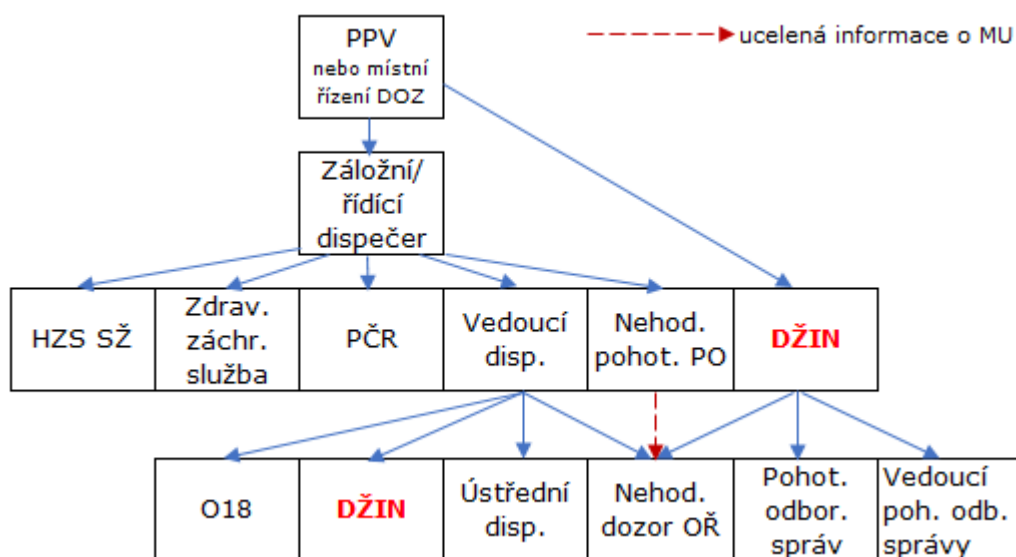 PPV
nebo místní
řízení DOZ
ucelená informace o MU
Záložní/
řídící
dispečer
HZS SŽ
Zdrav.
záchr.
služba
PČR
Vedoucí
disp.
Nehod.
pohot. PO
DŽIN
O18
DŽIN
Ústřední
disp.
Nehod.
dozor OŘ
Pohot.
odbor.
správ
Vedoucí
poh. odb.
správy